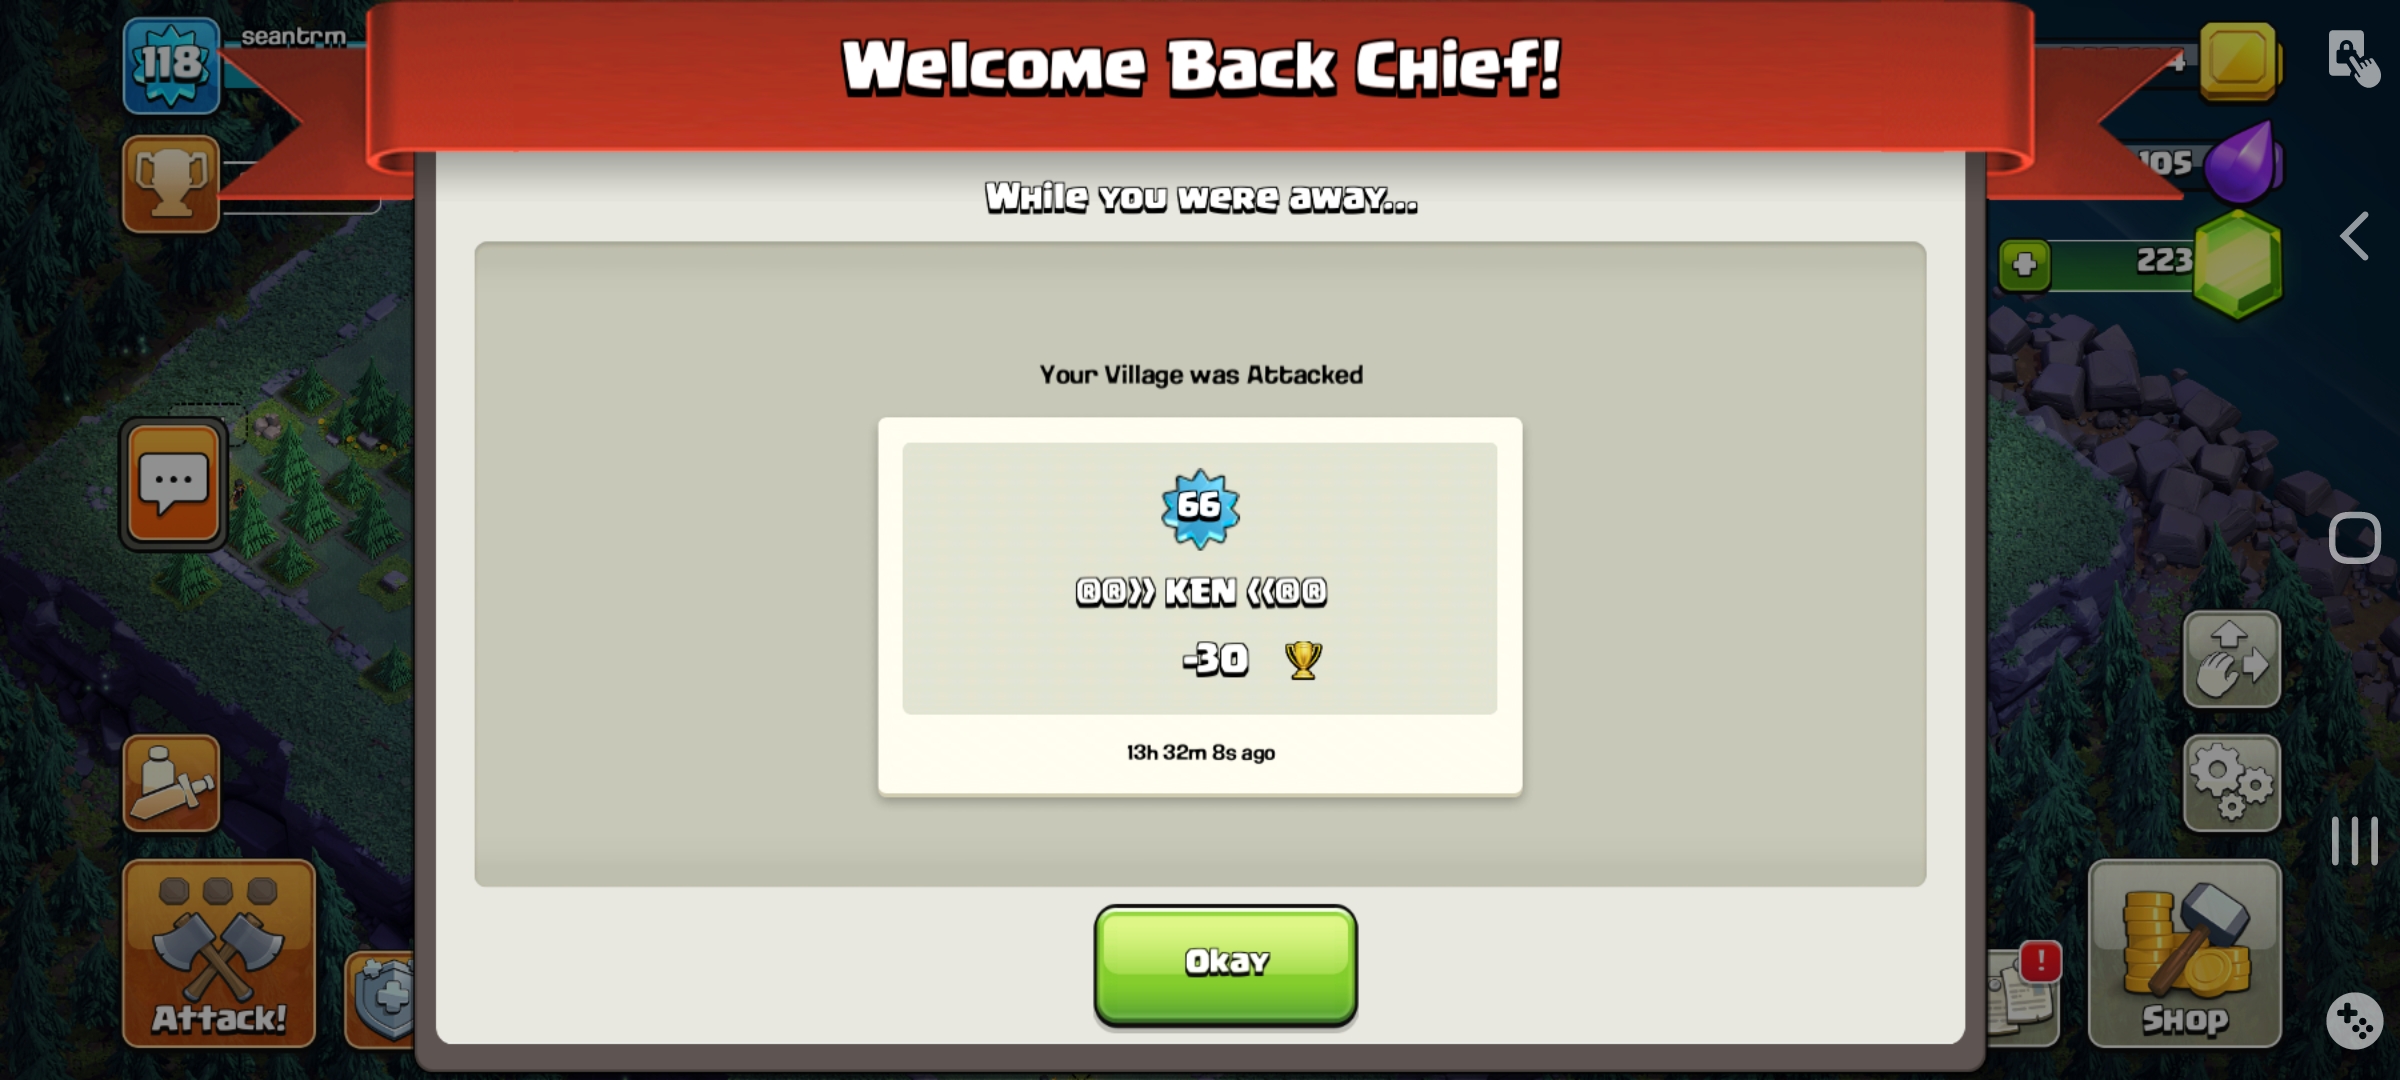 118
seantrm
Welcome Back Chief!
While you were away...
105
223
Your Village was Attacked
66
®®》 KEN 《®®
-30
13h 32m 8s ago
Okay
Attack!
!
Shop